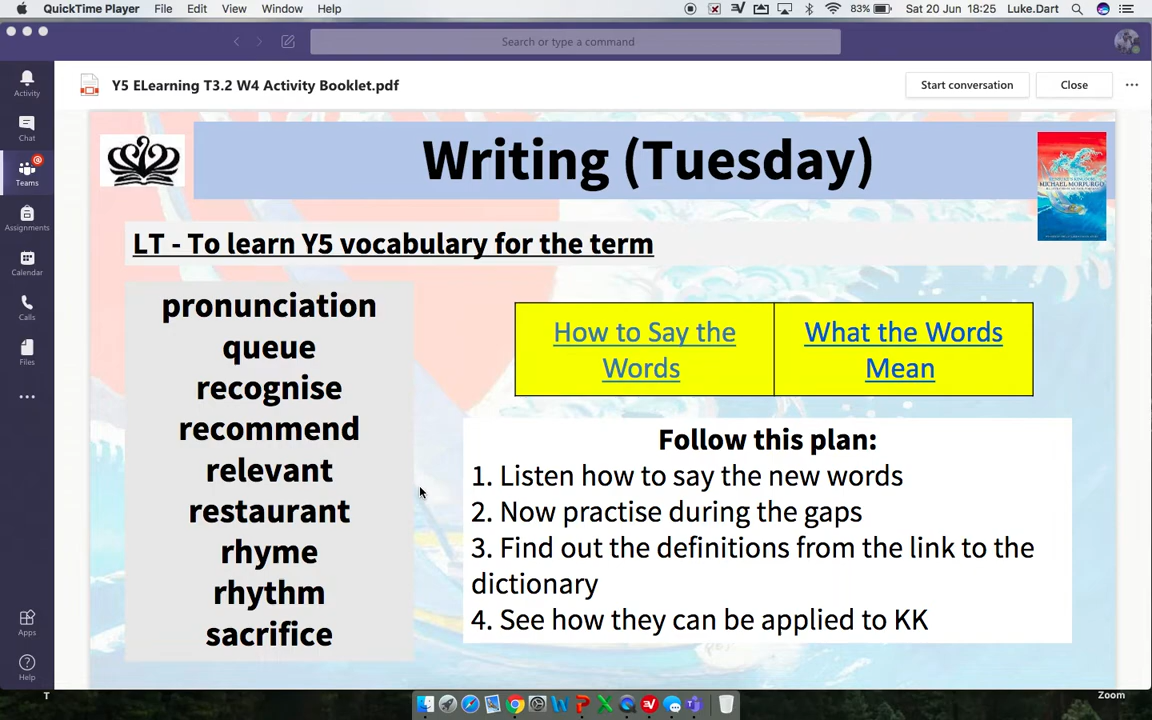 QuickTime Player File Edit View Window Help 83% Sat 20 Jun 18:25 Luke.Dart
Search or type a command
Activity
Chat
Teams
Assignments
Calendar
Calls
Files
Apps
Help
Y5 ELearning T3.2 W4 Activity Booklet.pdf
Start conversation
Close
Writing (Tuesday)
MICHAEL MORPURGO
LT - To learn Y5 vocabulary for the term
pronunciation
queue
recognise
recommend
relevant
restaurant
rhyme
rhythm
sacrifice
How to Say the
Words
What the Words
Mean
Follow this plan:
1. Listen how to say the new words
2. Now practise during the gaps
3. Find out the definitions from the link to the
dictionary
4. See how they can be applied to KK
T
Zoom